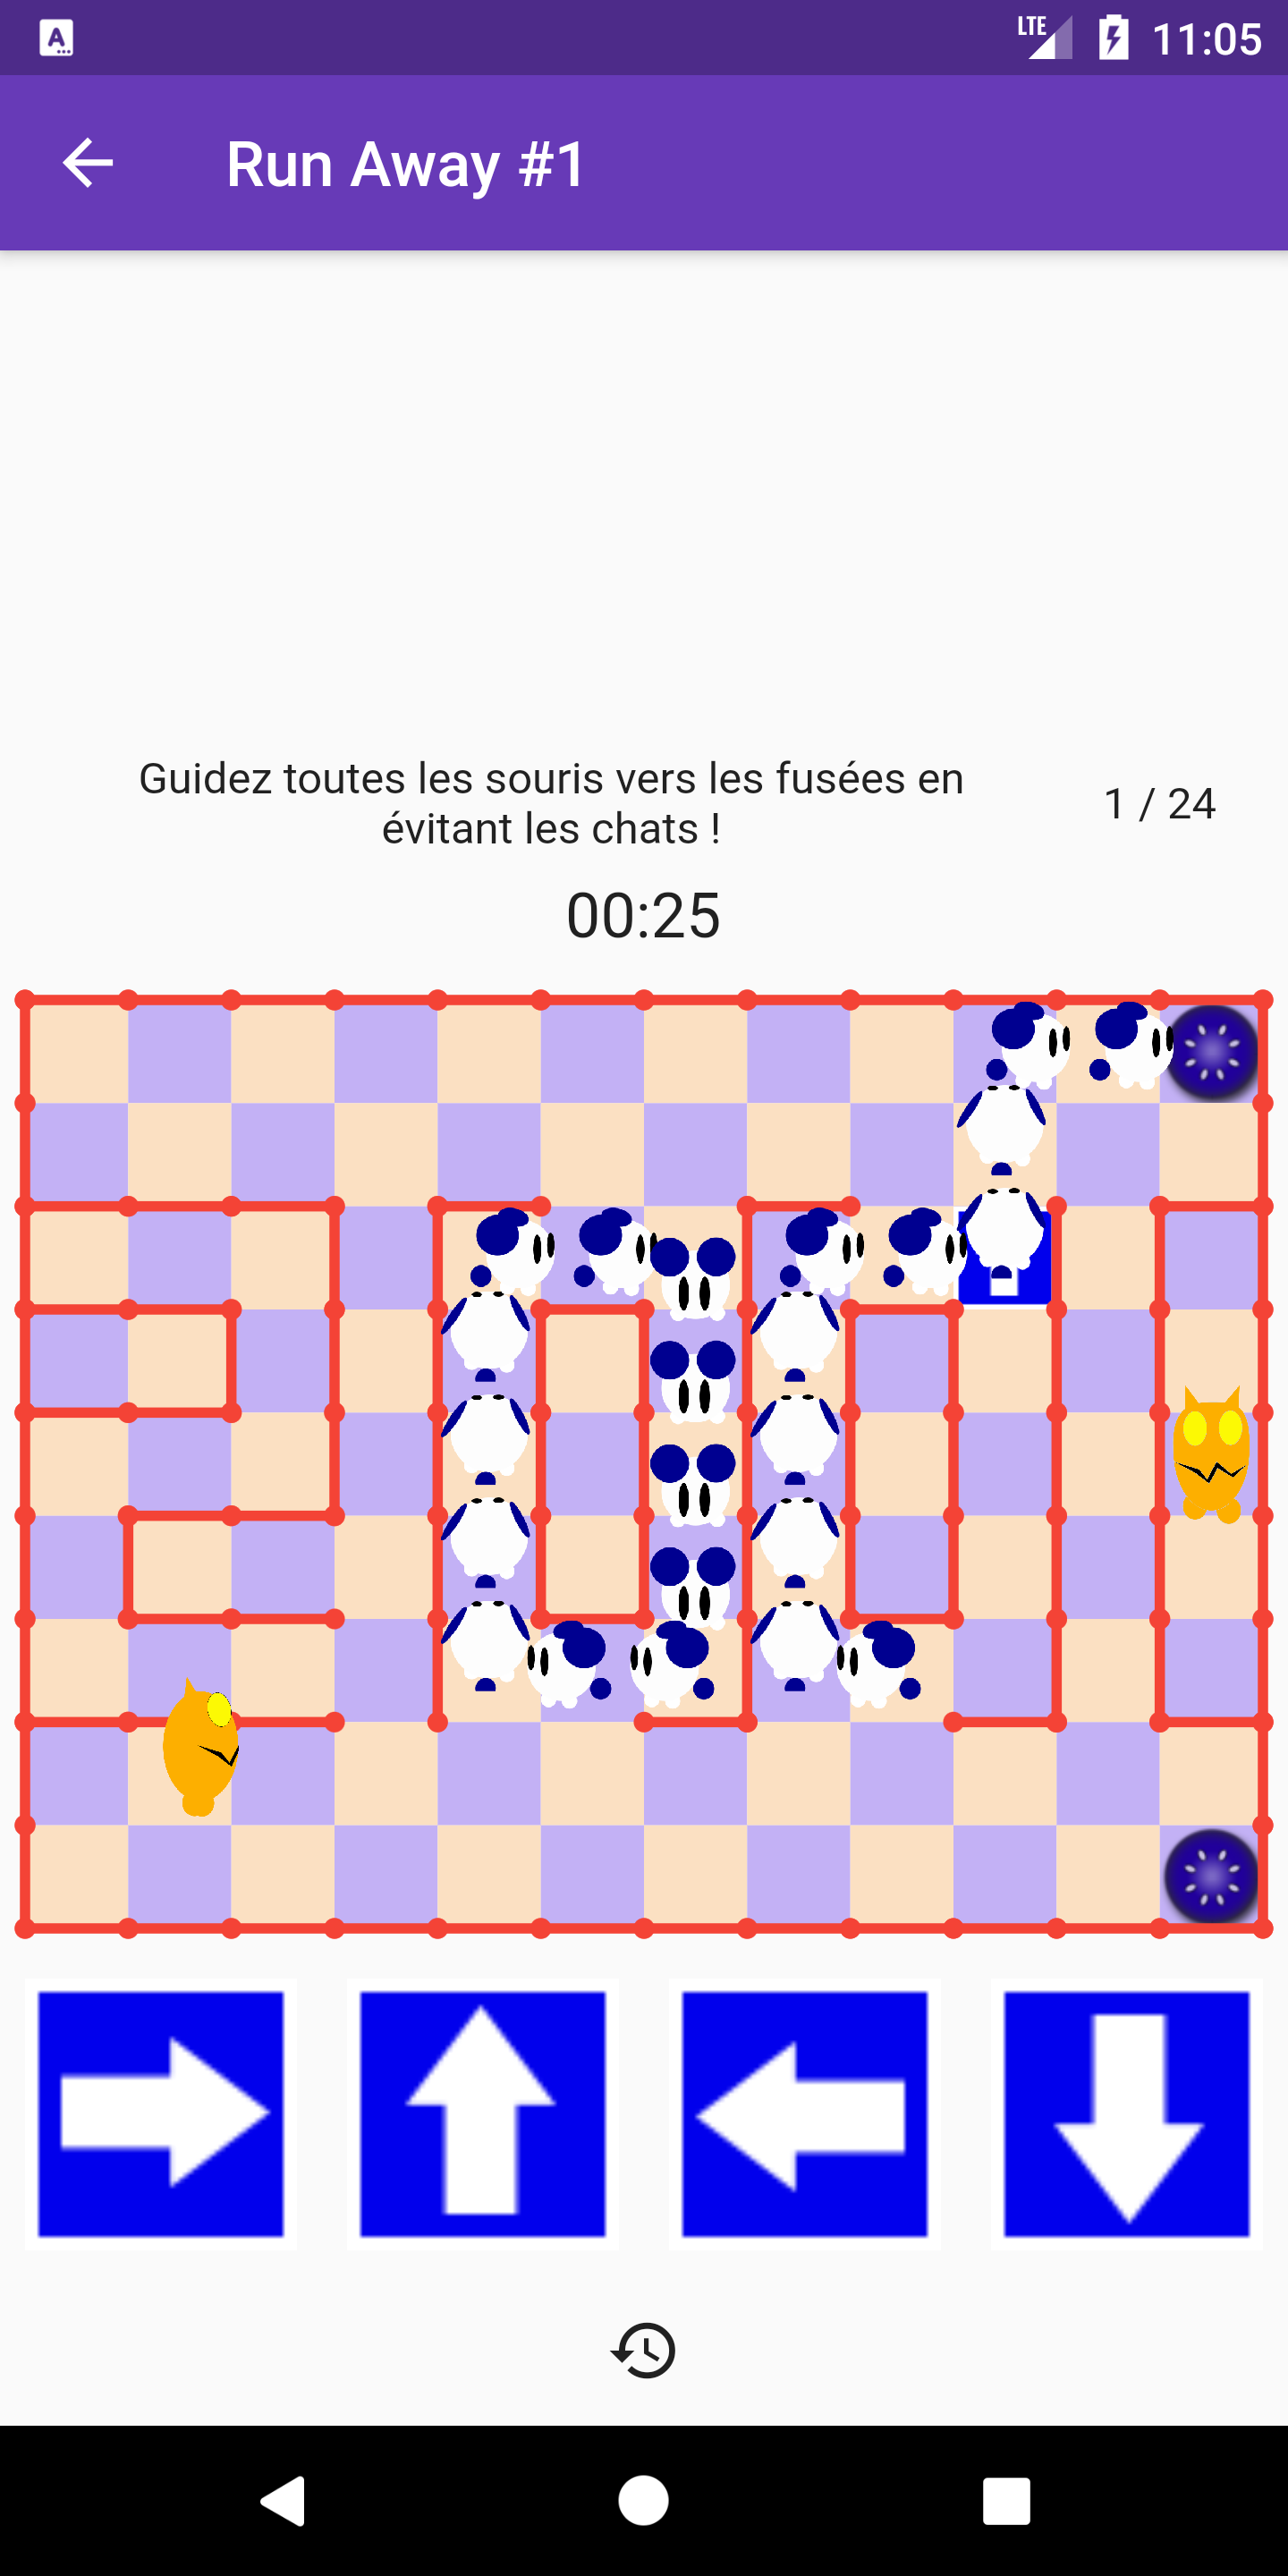 A
LTE
11:05
Run Away #1
Guidez toutes les souris vers les fusées en
évitant les chats !
1 / 24
00:25